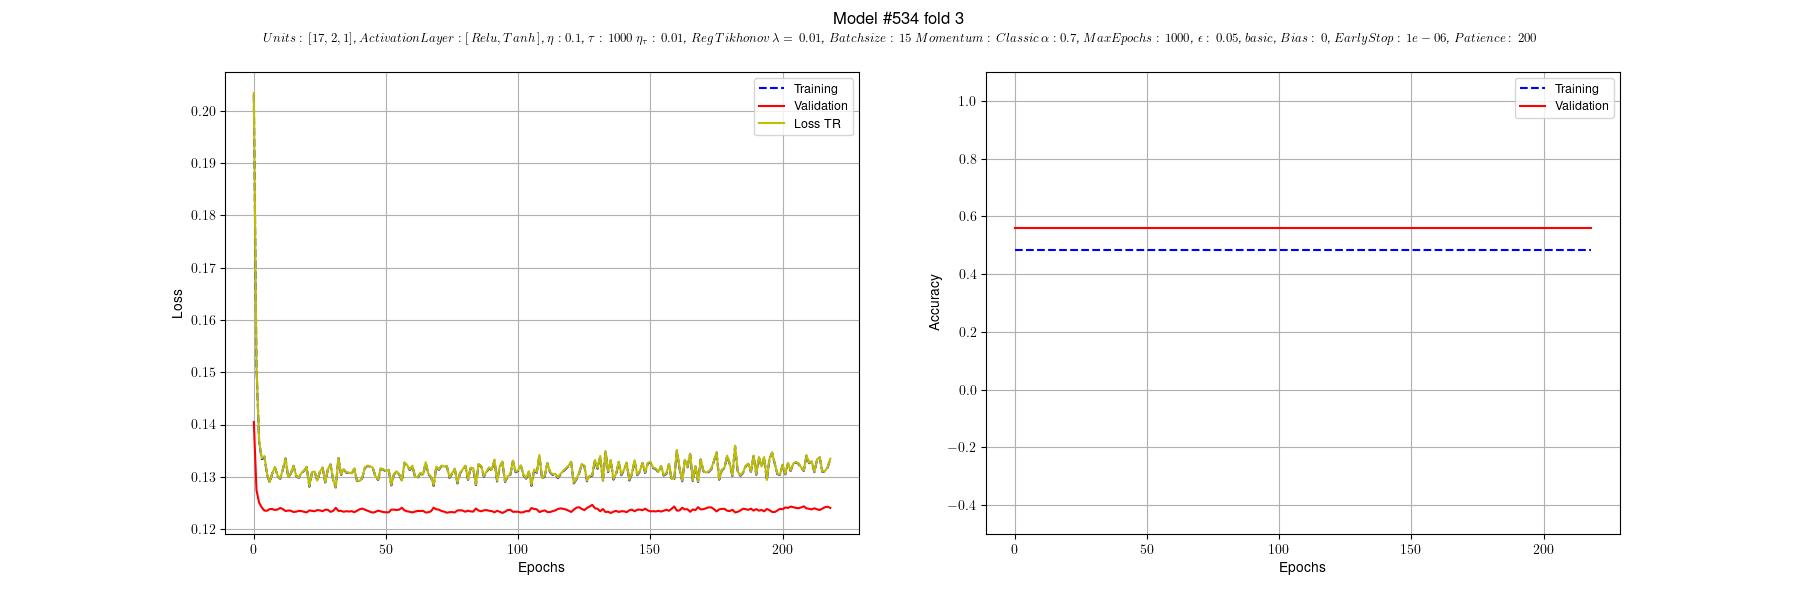 Model #534 fold 3
Units : [17, 2, 1], ActivationLayer : [ Relu, Tanh], η : 0.1, τ : 1000 η_τ : 0.01, RegTikhonov λ = 0.01, Batchsize : 15 Momentum : Classic α : 0.7, MaxEpochs : 1000, ϵ : 0.05, basic, Bias : 0, EarlyStop : 1e − 06, Patience : 200
Training
Validation
Loss TR
0.20
0.19
0.18
0.17
0.16
0.15
0.14
0.13
0.12
Loss
0 50 100 150 200
Epochs
Training
Validation
1.0
0.8
0.6
0.4
0.2
0.0
−0.2
−0.4
Accuracy
0 50 100 150 200
Epochs